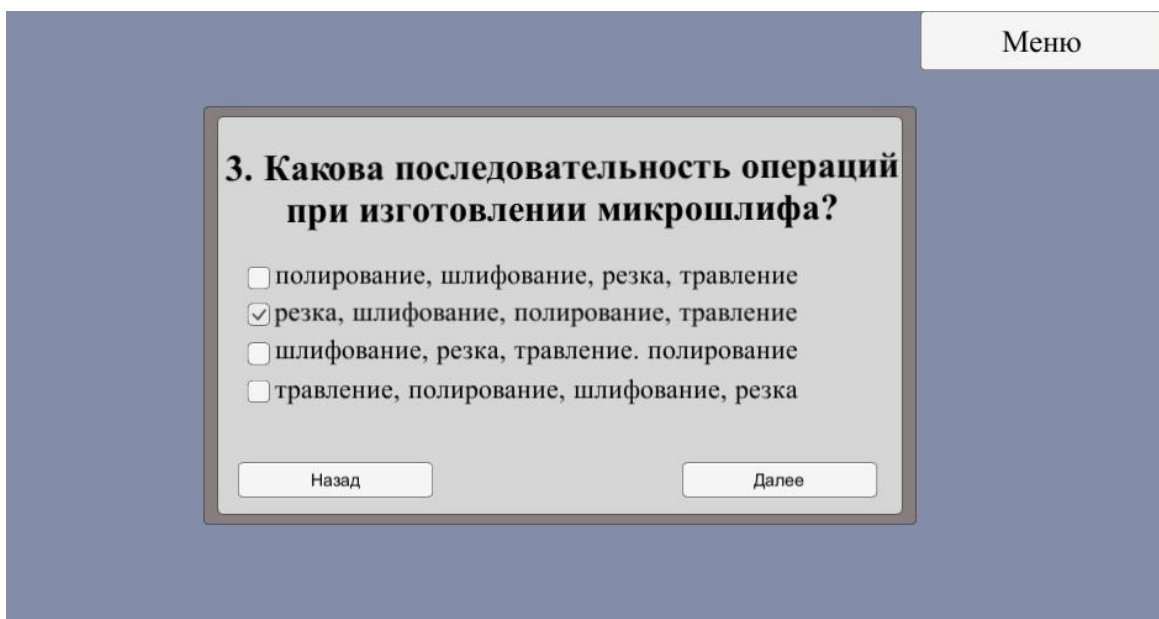 Меню
3. Какова последовательность операций
при изготовлении микрошлифа?
полирование, шлифование, резка, травление
резка, шлифование, полирование, травление
шлифование, резка, травление. полирование
травление, полирование, шлифование, резка
Назад
Далее